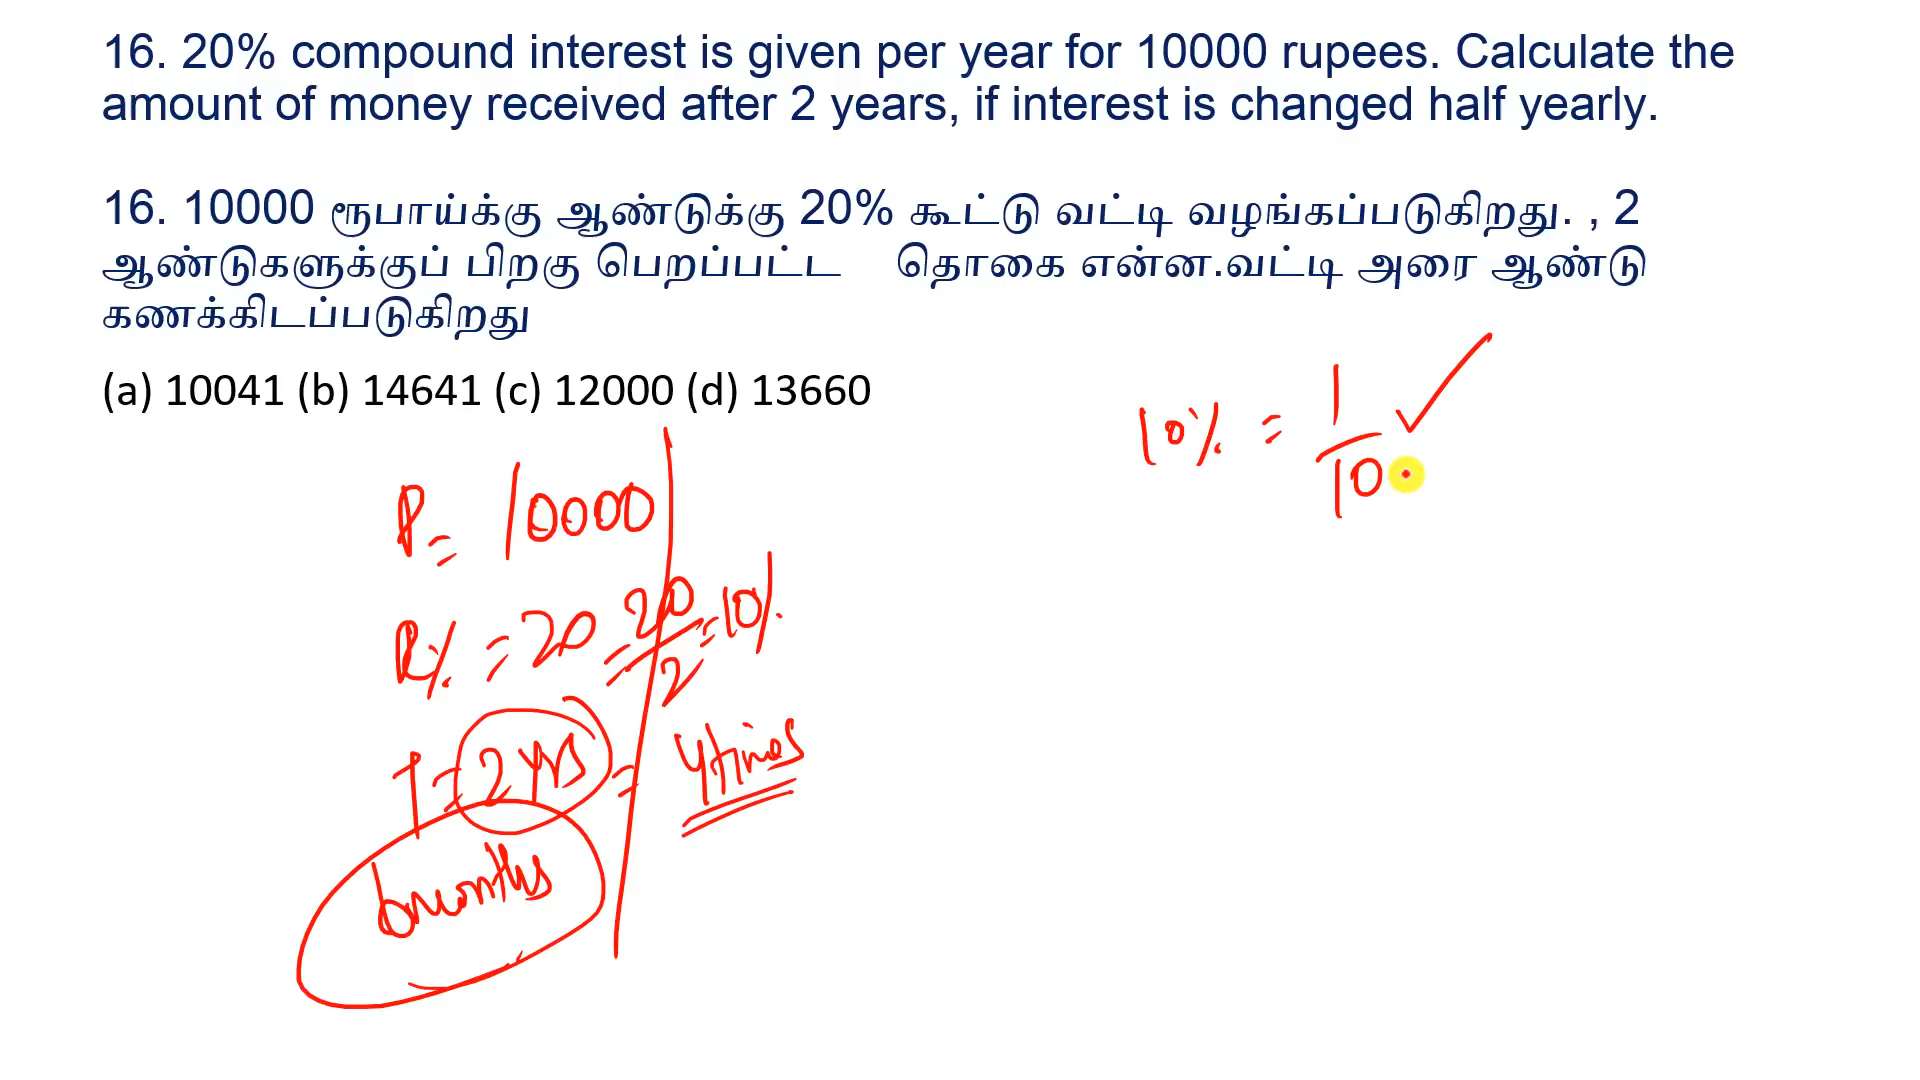 16. 20% compound interest is given per year for 10000 rupees. Calculate the
amount of money received after 2 years, if interest is changed half yearly.
16. 10000 ரூபாய்க்கு ஆண்டுக்கு 20% கூட்டு வட்டி வழங்கப்படுகிறது. , 2
ஆண்டுகளுக்குப் பிறகு பெறப்பட்ட தொகை என்ன.வட்டி அரை ஆண்டு
கணக்கிடப்படுகிறது
(a) 10041 (b) 14641 (c) 12000 (d) 13660
10% = 1/10
P = 10000
R% = 20 = 20/2 = 10%
T = 2 yrs = 4 times
6 months